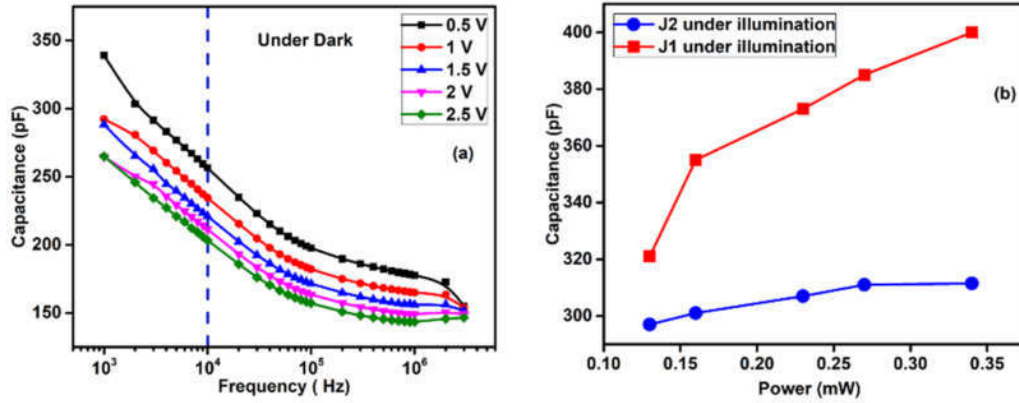 Under Dark
0.5 V
1 V
1.5 V
2 V
2.5 V
(a)
350
300
250
200
150
Capacitance (pF)
10³
10⁴
10⁵
10⁶
Frequency ( Hz)
J2 under illumination
J1 under illumination
(b)
400
380
360
340
320
300
Capacitance (pF)
0.10
0.15
0.20
0.25
0.30
0.35
Power (mW)